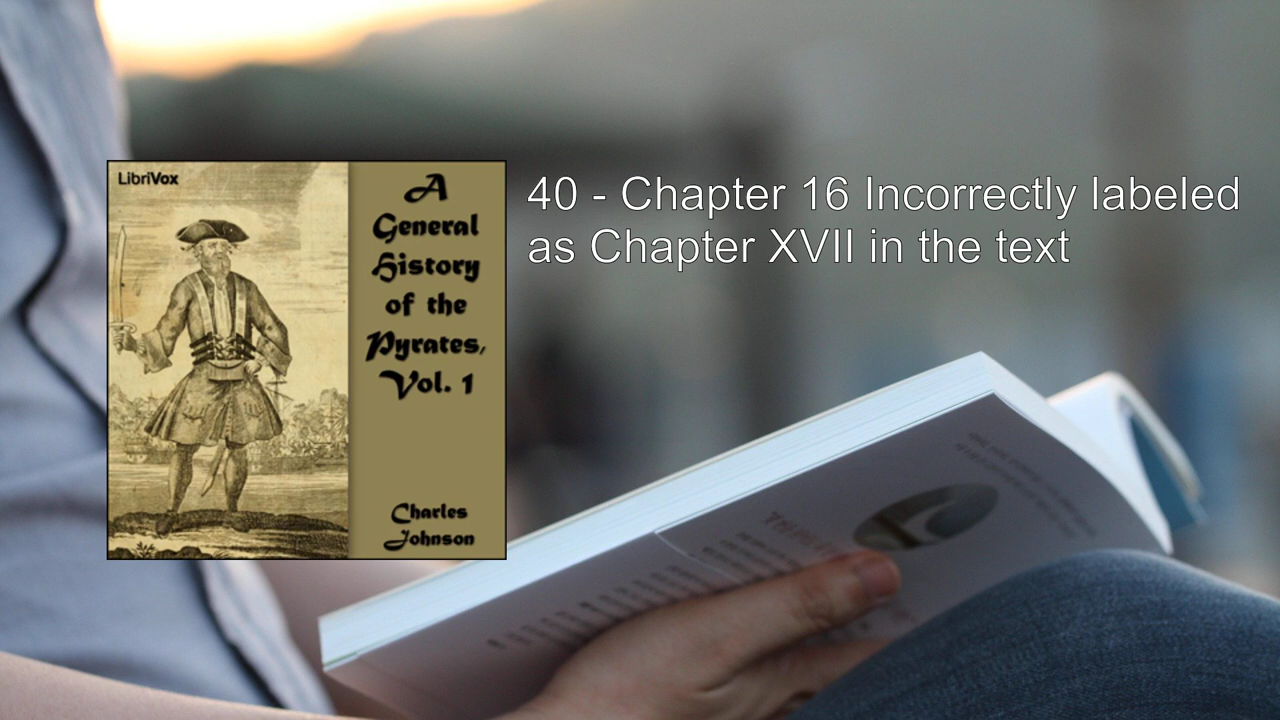 LibriVox
A
General
History
of the
Pyrates,
Vol. 1
Charles
Johnson
40 - Chapter 16 Incorrectly labeled
as Chapter XVII in the text